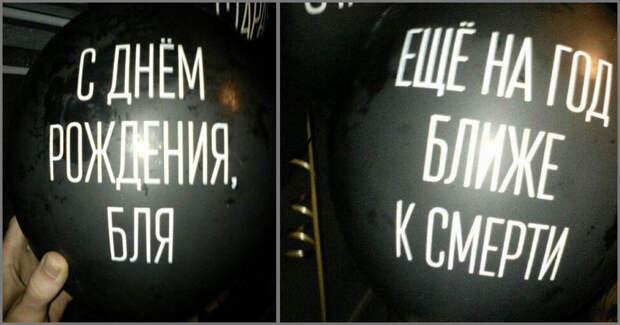 С ДНЁМ
РОЖДЕНИЯ,
БЛЯ
ЕЩЁ НА ГОД
БЛИЖЕ
К СМЕРТИ